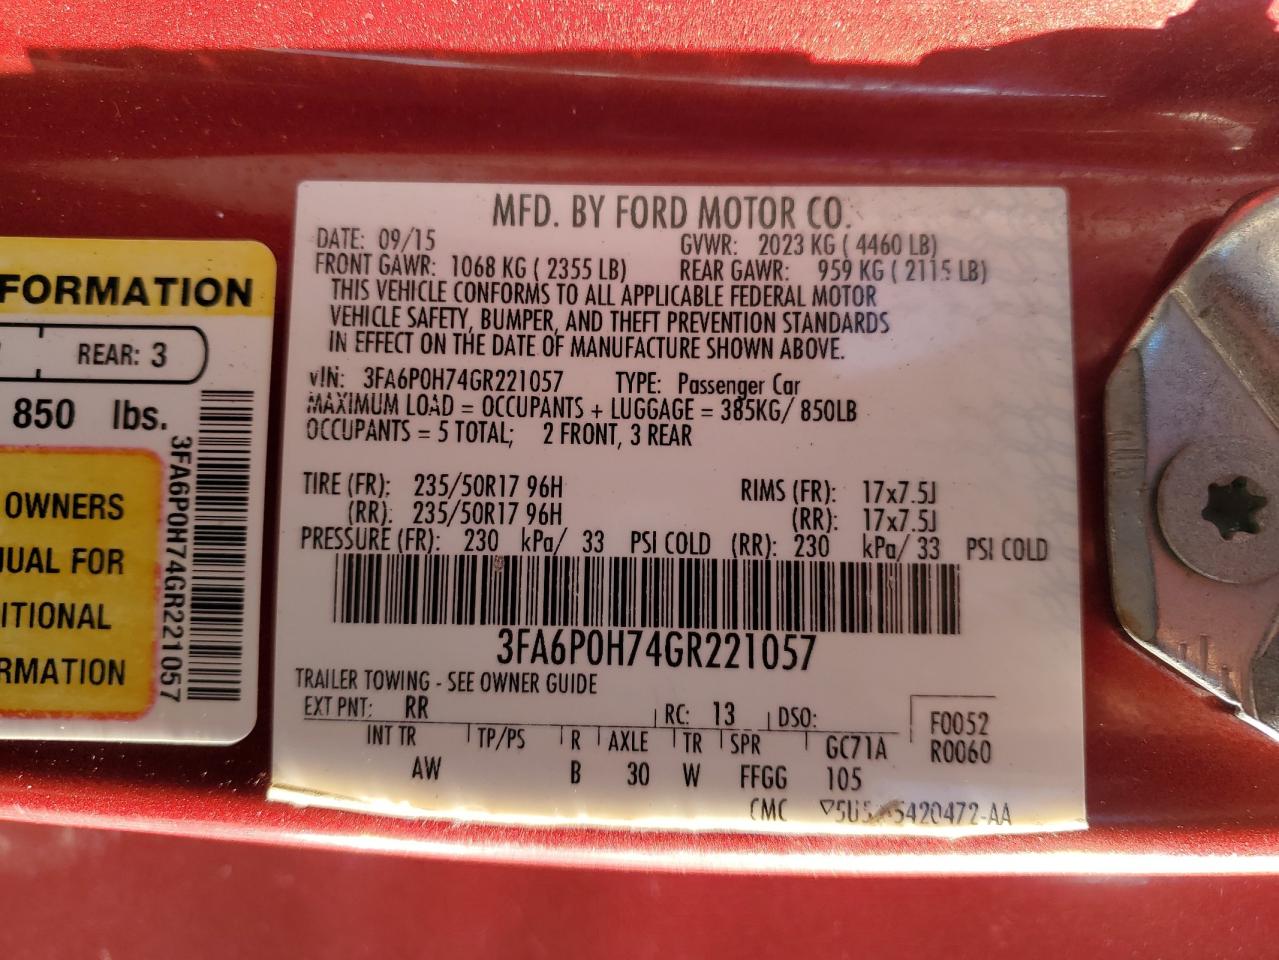 FORMATION
REAR: 3
850 lbs.
OWNERS
UAL FOR
ITIONAL
RMATION
3FA6P0H74GR221057
MFD. BY FORD MOTOR CO.
DATE: 09/15 GVWR: 2023 KG ( 4460 LB)
FRONT GAWR: 1068 KG ( 2355 LB) REAR GAWR: 959 KG ( 2115 LB)
THIS VEHICLE CONFORMS TO ALL APPLICABLE FEDERAL MOTOR
VEHICLE SAFETY, BUMPER, AND THEFT PREVENTION STANDARDS
IN EFFECT ON THE DATE OF MANUFACTURE SHOWN ABOVE.
VIN: 3FA6P0H74GR221057 TYPE: Passenger Car
MAXIMUM LOAD = OCCUPANTS + LUGGAGE = 385KG/ 850LB
OCCUPANTS = 5 TOTAL; 2 FRONT, 3 REAR
TIRE (FR): 235/50R17 96H RIMS (FR): 17x7.5J
(RR): 235/50R17 96H (RR): 17x7.5J
PRESSURE (FR): 230 kPa/ 33 PSI COLD (RR): 230 kPa/ 33 PSI COLD
3FA6P0H74GR221057
TRAILER TOWING - SEE OWNER GUIDE
EXT PNT: RR RC: 13 DSO: F0052
INT TR TP/PS R AXLE TR SPR GC71A R0060
AW B 30 W FFGG 105
CMC 5420472-AA